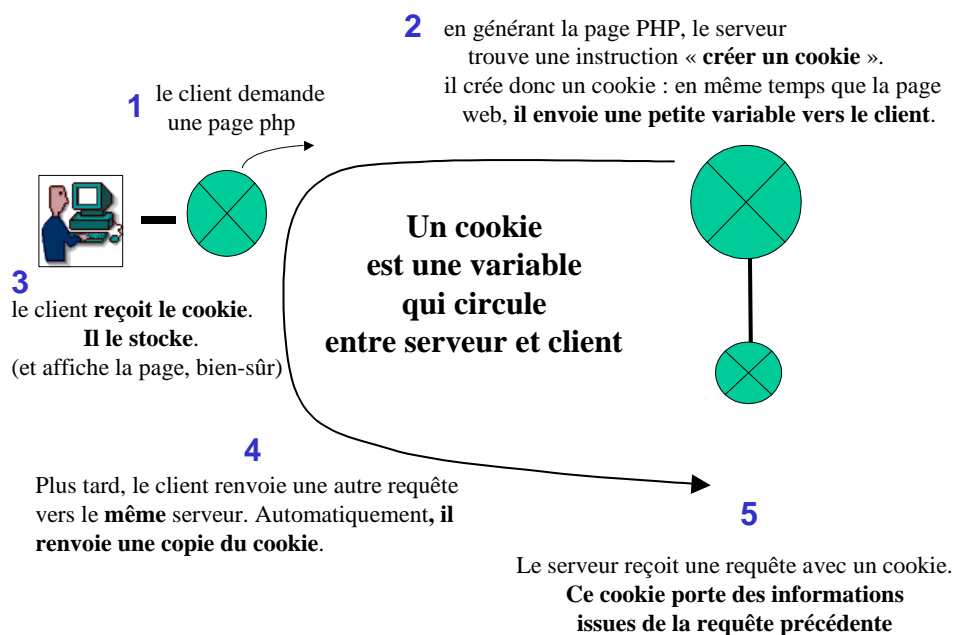 1
le client demande
une page php
2
en générant la page PHP, le serveur
trouve une instruction « créer un cookie ».
il crée donc un cookie : en même temps que la page
web, il envoie une petite variable vers le client.
Un cookie
est une variable
qui circule
entre serveur et client
3
le client reçoit le cookie.
Il le stocke.
(et affiche la page, bien-sûr)
4
Plus tard, le client renvoie une autre requête
vers le même serveur. Automatiquement, il
renvoie une copie du cookie.
5
Le serveur reçoit une requête avec un cookie.
Ce cookie porte des informations
issues de la requête précédente